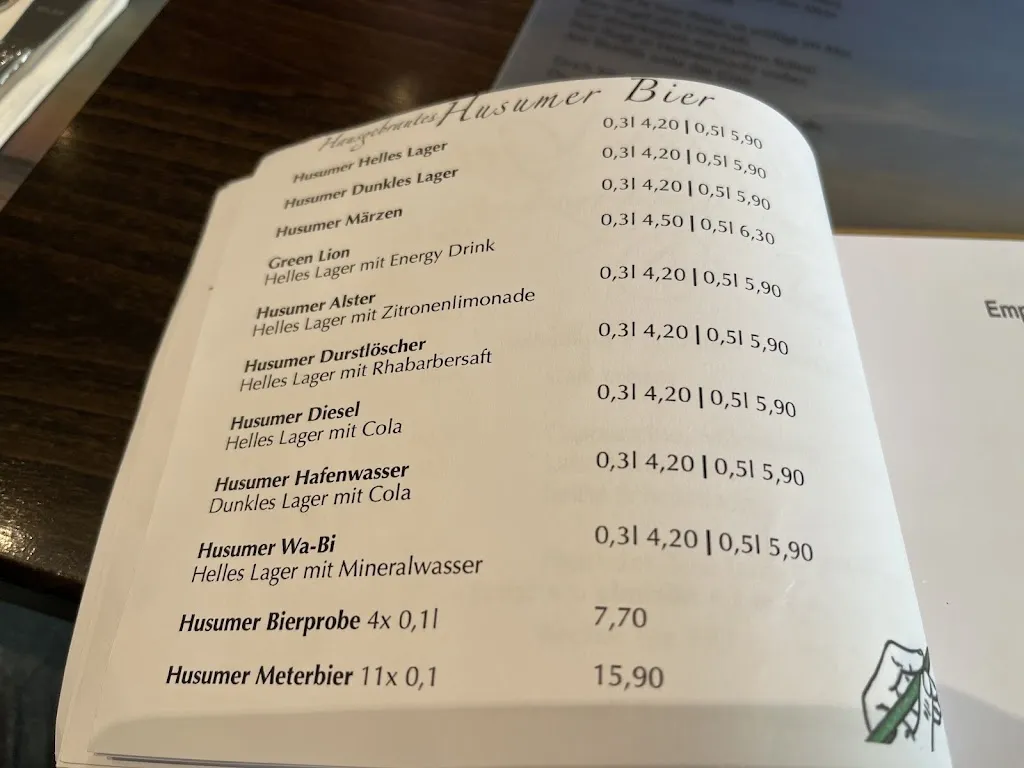 Hausgebrautes Husumer Bier
Husumer Helles Lager 0,3l 4,20 | 0,5l 5,90
Husumer Dunkles Lager 0,3l 4,20 | 0,5l 5,90
Husumer Märzen 0,3l 4,20 | 0,5l 5,90
Green Lion 0,3l 4,50 | 0,5l 6,30
Helles Lager mit Energy Drink
Husumer Alster 0,3l 4,20 | 0,5l 5,90
Helles Lager mit Zitronenlimonade
Husumer Durstlöscher 0,3l 4,20 | 0,5l 5,90
Helles Lager mit Rhabarbersaft
Husumer Diesel 0,3l 4,20 | 0,5l 5,90
Helles Lager mit Cola
Husumer Hafenwasser 0,3l 4,20 | 0,5l 5,90
Dunkles Lager mit Cola
Husumer Wa-Bi 0,3l 4,20 | 0,5l 5,90
Helles Lager mit Mineralwasser
Husumer Bierprobe 4x 0,1l 7,70
Husumer Meterbier 11x 0,1 15,90
Emp